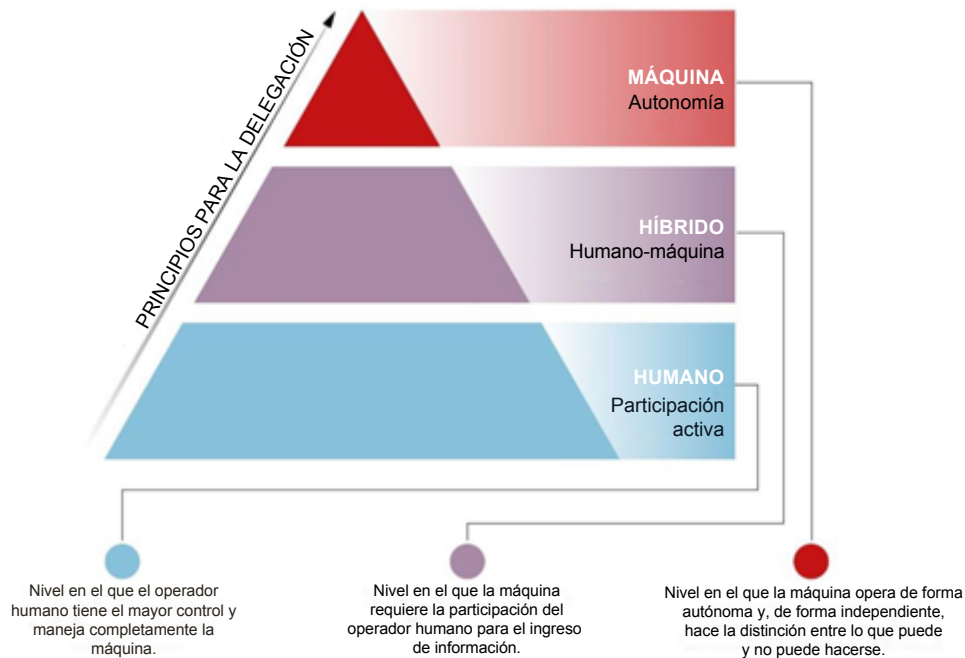 PRINCIPIOS PARA LA DELEGACIÓN
MÁQUINA
Autonomía
HÍBRIDO
Humano-máquina
HUMANO
Participación
activa
Nivel en el que el operador
humano tiene el mayor control y
maneja completamente la
máquina.
Nivel en el que la máquina
requiere la participación del
operador humano para el ingreso
de información.
Nivel en el que la máquina opera de forma
autónoma y, de forma independiente,
hace la distinción entre lo que puede
y no puede hacerse.